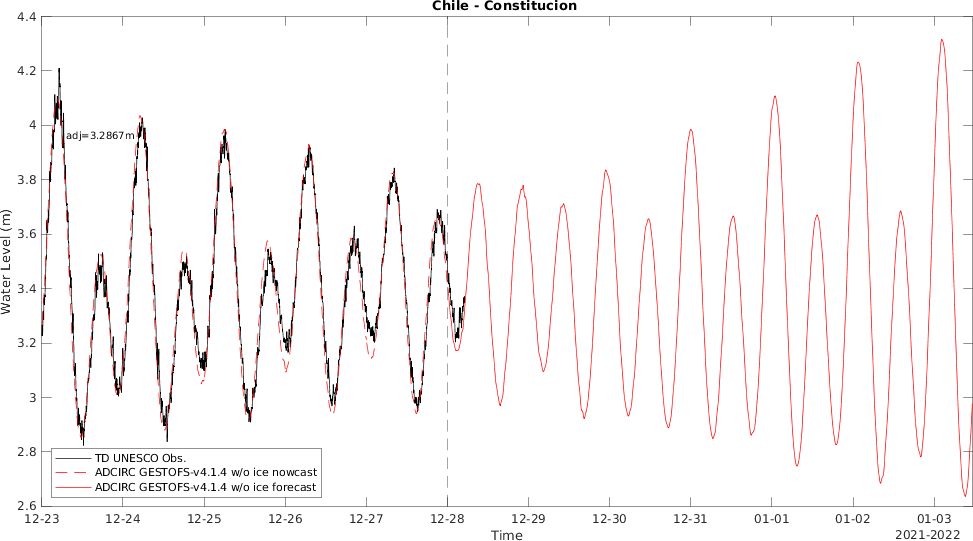 Chile - Constitucion
4.4
4.2
4
3.8
3.6
3.4
3.2
3
2.8
2.6
Water Level (m)
adj=3.2867m
TD UNESCO Obs.
ADCIRC GESTOFS-v4.1.4 w/o ice nowcast
ADCIRC GESTOFS-v4.1.4 w/o ice forecast
12-23 12-24 12-25 12-26 12-27 12-28 12-29 12-30 12-31 01-01 01-02 01-03
Time
2021-2022